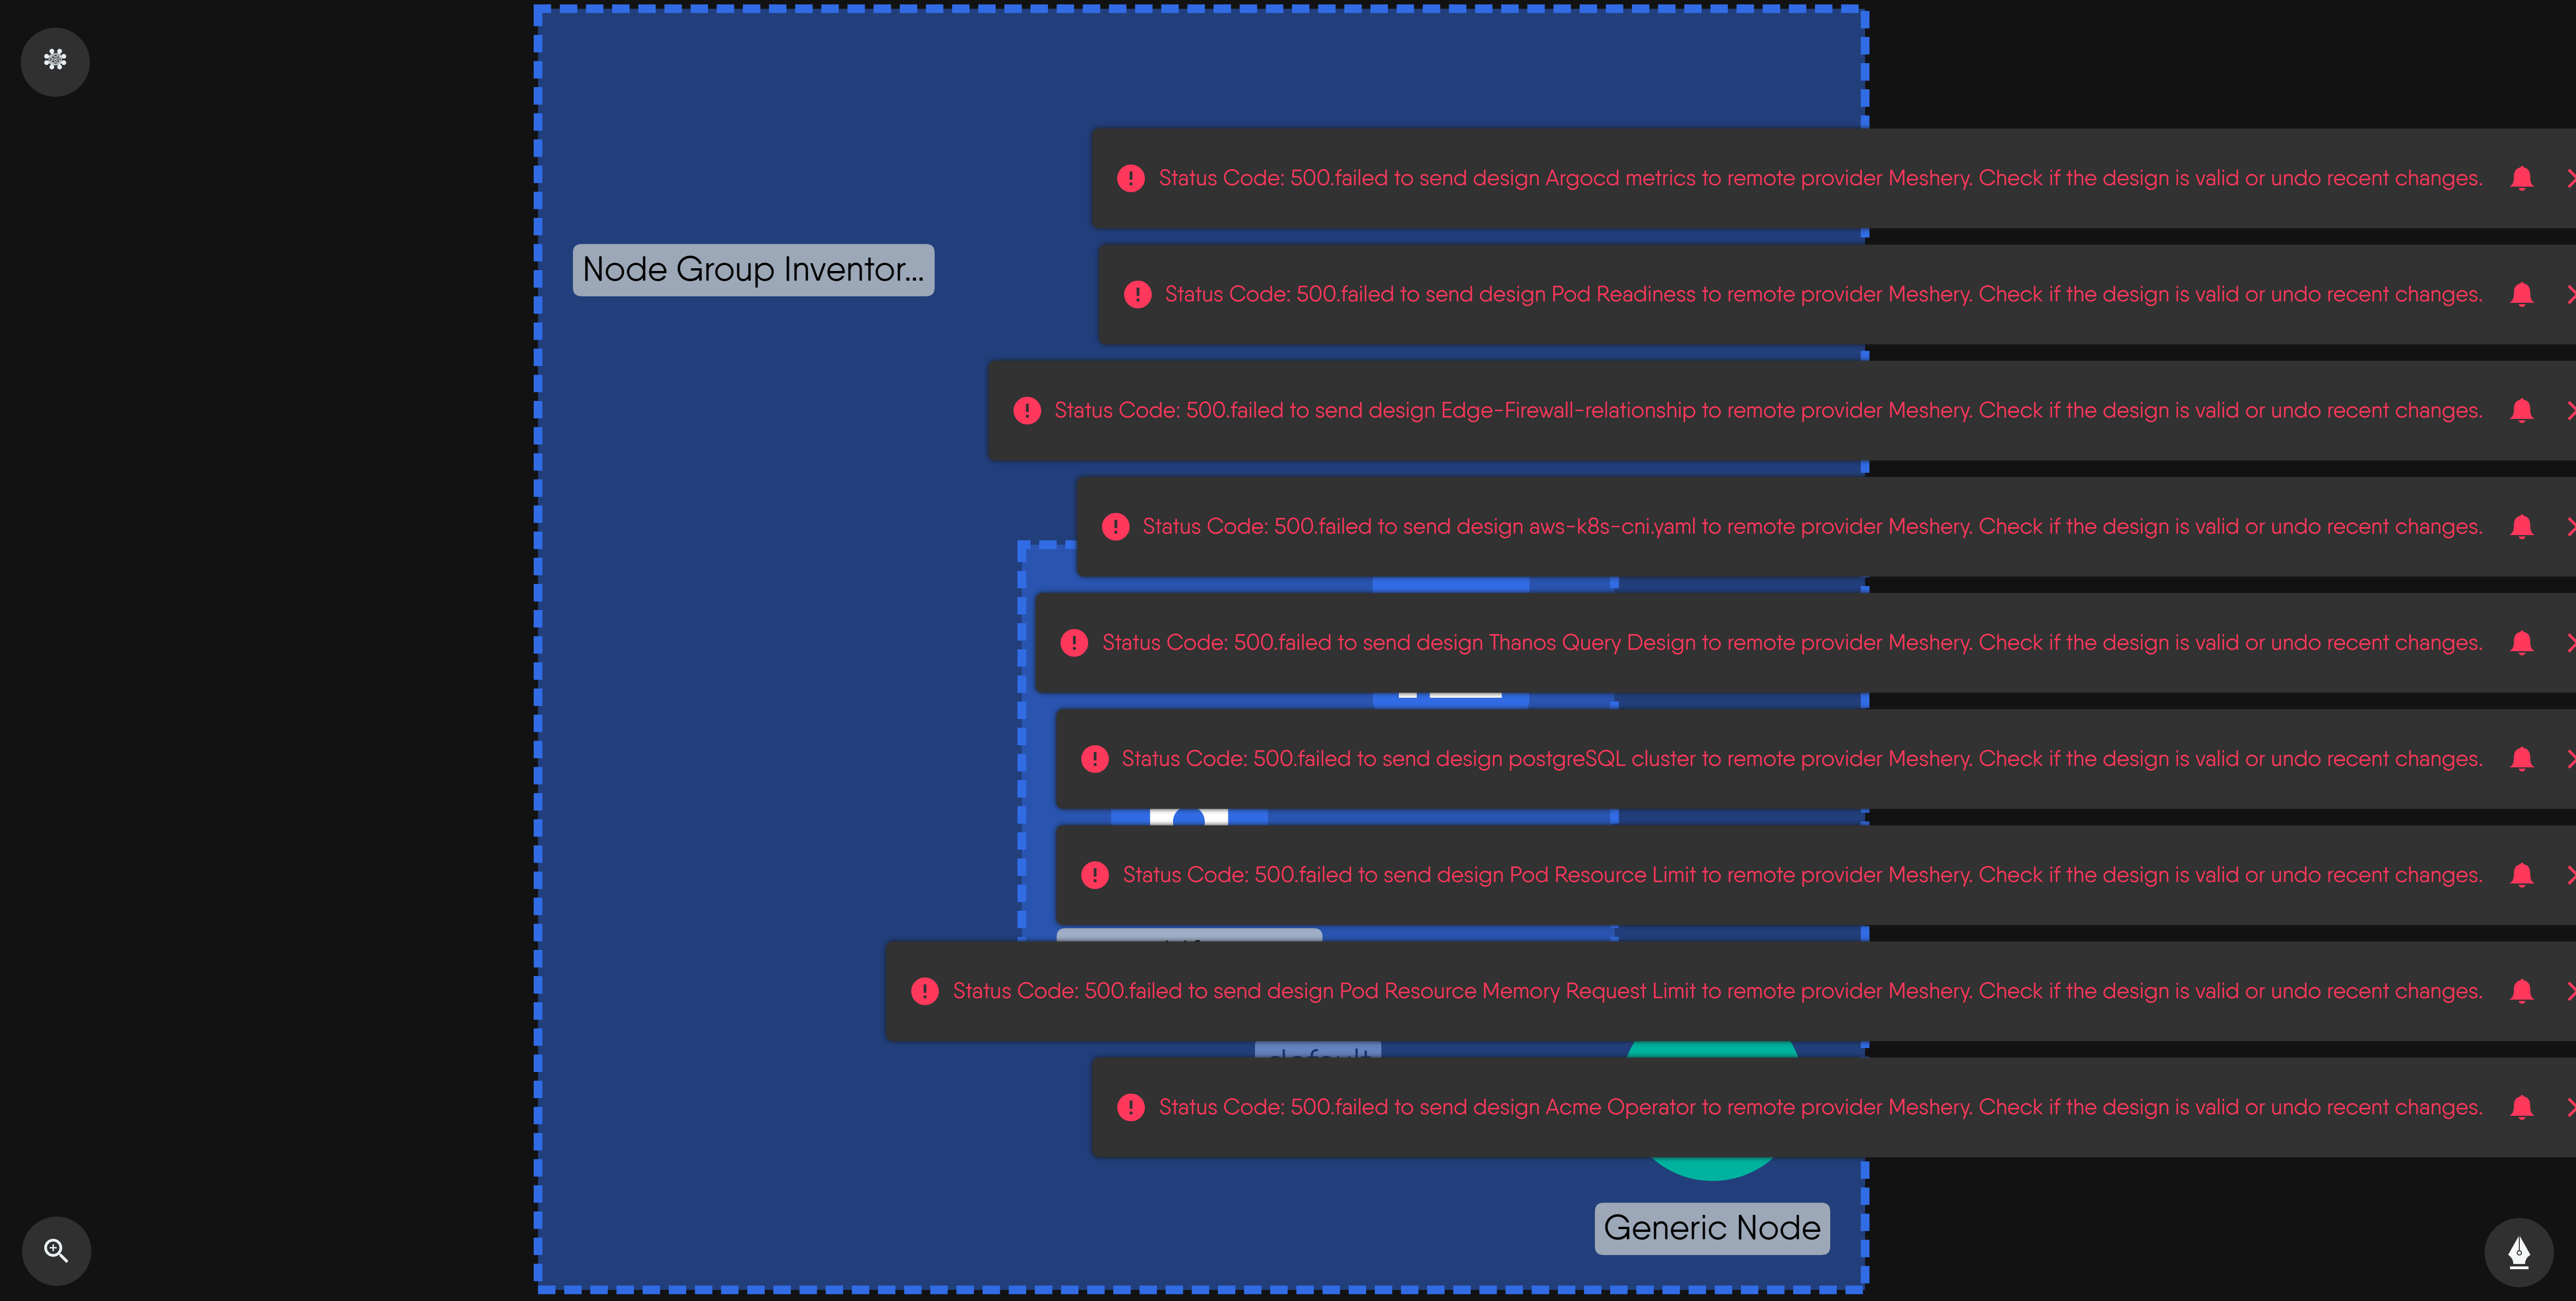 Status Code: 500.failed to send design Argocd metrics to remote provider Meshery. Check if the design is valid or undo recent changes.
Node Group Inventor...
Status Code: 500.failed to send design Pod Readiness to remote provider Meshery. Check if the design is valid or undo recent changes.
Status Code: 500.failed to send design Edge-Firewall-relationship to remote provider Meshery. Check if the design is valid or undo recent changes.
Status Code: 500.failed to send design aws-k8s-cni.yaml to remote provider Meshery. Check if the design is valid or undo recent changes.
Status Code: 500.failed to send design Thanos Query Design to remote provider Meshery. Check if the design is valid or undo recent changes.
Status Code: 500.failed to send design postgreSQL cluster to remote provider Meshery. Check if the design is valid or undo recent changes.
Status Code: 500.failed to send design Pod Resource Limit to remote provider Meshery. Check if the design is valid or undo recent changes.
Status Code: 500.failed to send design Pod Resource Memory Request Limit to remote provider Meshery. Check if the design is valid or undo recent changes.
default
Status Code: 500.failed to send design Acme Operator to remote provider Meshery. Check if the design is valid or undo recent changes.
Generic Node